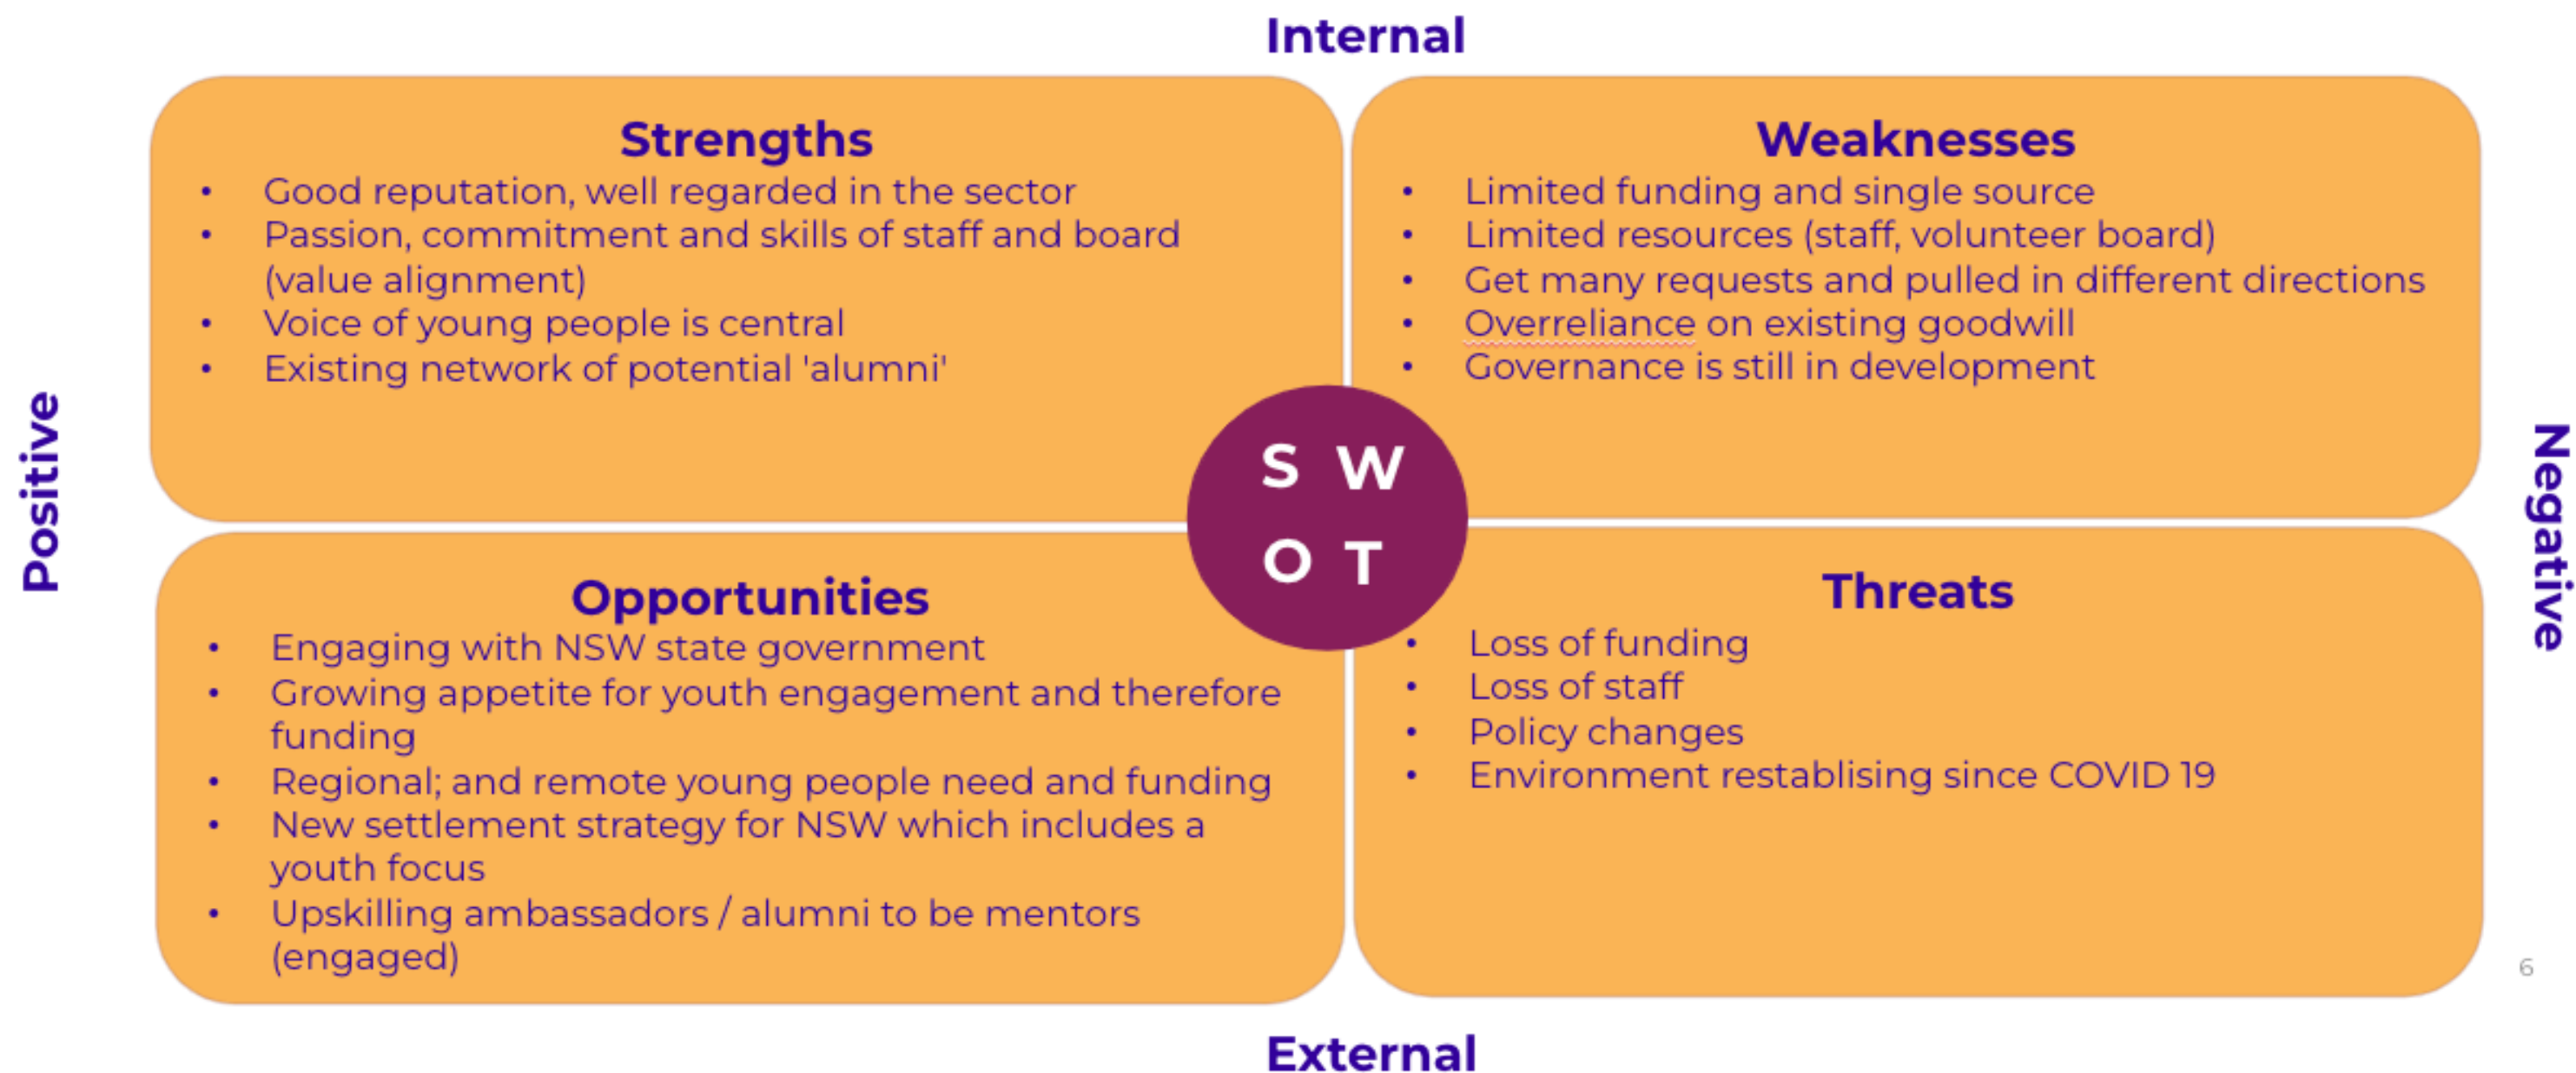 Internal
Positive
Strengths
• Good reputation, well regarded in the sector
• Passion, commitment and skills of staff and board
(value alignment)
• Voice of young people is central
• Existing network of potential 'alumni'
Weaknesses
• Limited funding and single source
• Limited resources (staff, volunteer board)
• Get many requests and pulled in different directions
• Overreliance on existing goodwill
• Governance is still in development
S W
O T
Negative
Opportunities
• Engaging with NSW state government
• Growing appetite for youth engagement and therefore
funding
• Regional; and remote young people need and funding
• New settlement strategy for NSW which includes a
youth focus
• Upskilling ambassadors / alumni to be mentors
(engaged)
Threats
• Loss of funding
• Loss of staff
• Policy changes
• Environment restablising since COVID 19
6
External